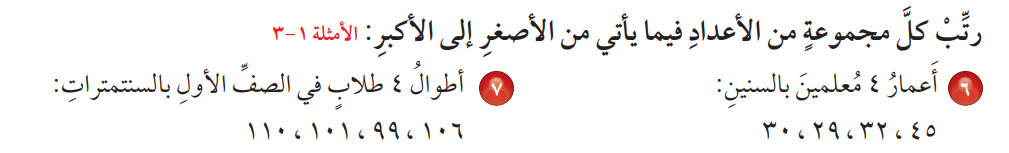 رتِّبْ كلَّ مجموعةٍ من الأعدادِ فيما يأتي من الأصغرِ إلى الأكبرِ: الأمثلة ١-٣
٦ أَعمارُ ٤ مُعلمينَ بالسنينِ:
٤٥ ، ٣٢ ، ٢٩ ، ٣٠
٧ أطوالُ ٤ طلابٍ في الصفِّ الأولِ بالسنتمتراتِ:
١٠٦ ، ٩٩ ، ١٠١ ، ١١٠